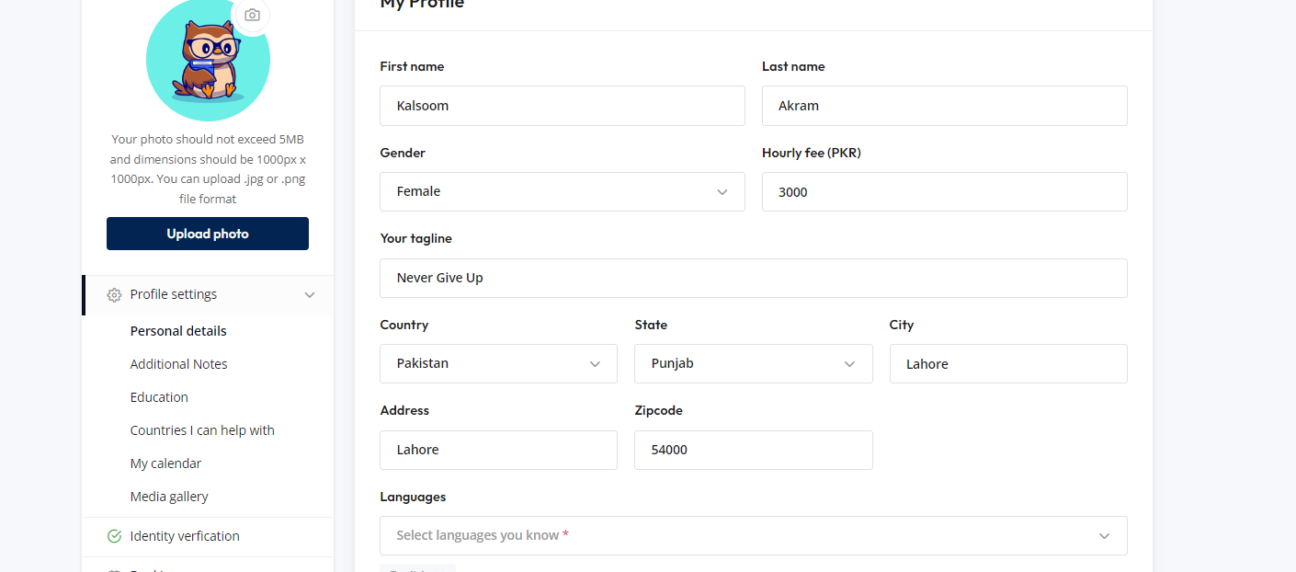 My Profile
Your photo should not exceed 5MB
and dimensions should be 1000px x
1000px. You can upload .jpg or .png
file format
Upload photo
Profile settings
Personal details
Additional Notes
Education
Countries I can help with
My calendar
Media gallery
Identity verfication
First name
Last name
Kalsoom
Akram
Gender
Hourly fee (PKR)
Female
3000
Your tagline
Never Give Up
Country
State
City
Pakistan
Punjab
Lahore
Address
Zipcode
Lahore
54000
Languages
Select languages you know *